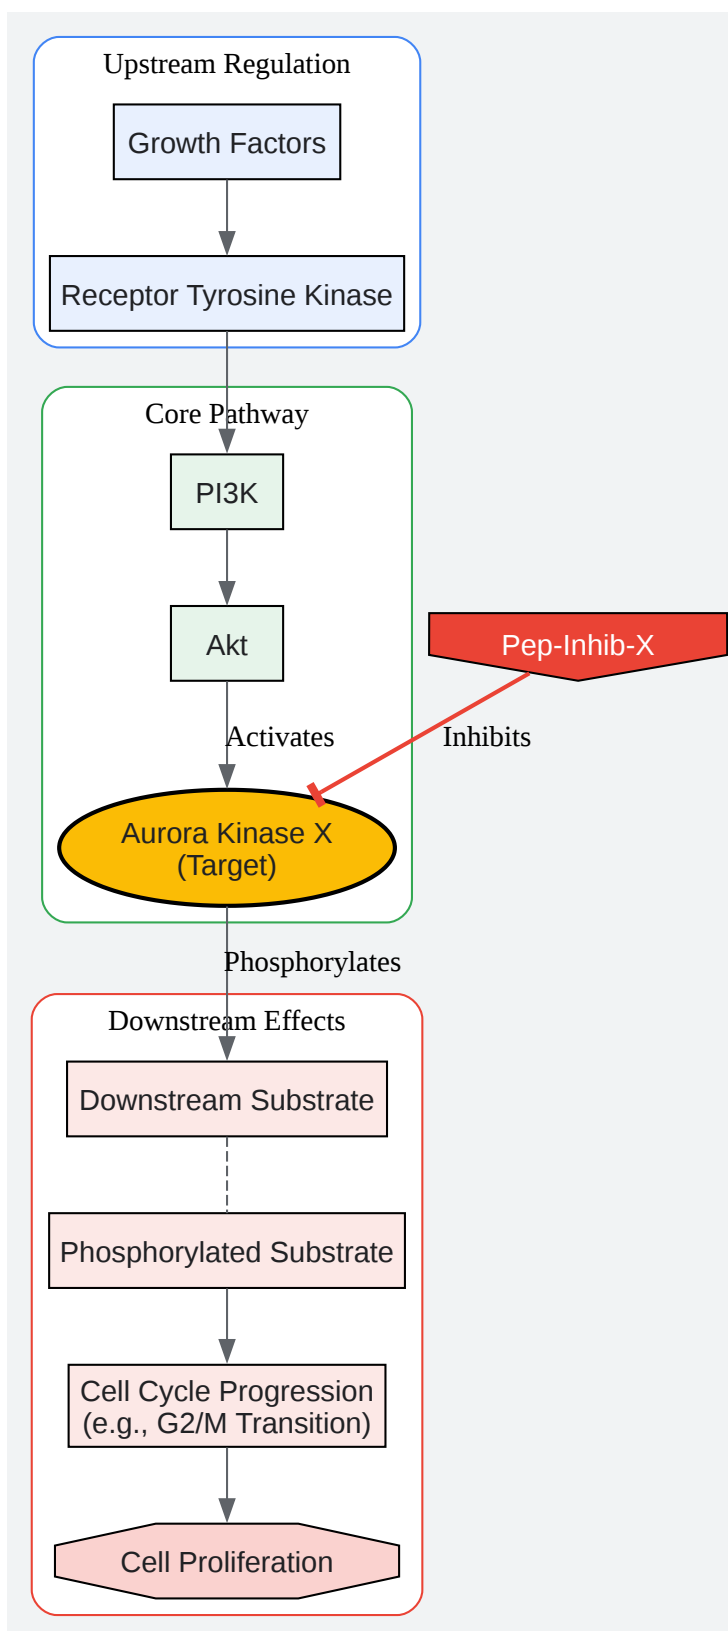 Upstream Regulation
Growth Factors
Receptor Tyrosine Kinase
Core Pathway
PI3K
Akt
Pep-Inhib-X
Activates
Inhibits
Aurora Kinase X
(Target)
Phosphorylates
Downstream Effects
Downstream Substrate
Phosphorylated Substrate
Cell Cycle Progression
(e.g., G2/M Transition)
Cell Proliferation